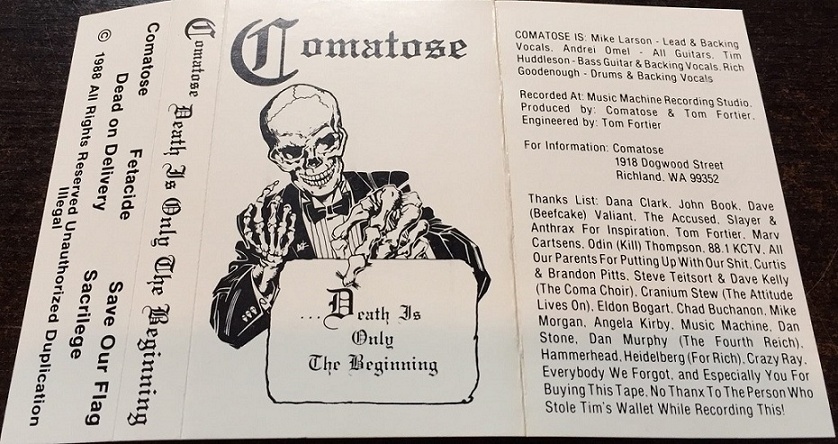 © 1988 All Rights Reserved Unauthorized Duplication
Illegal
Comatose Fetacide Save Our Flag
Dead on Delivery Sacrilege
Comatose Death Is Only The Beginning
Comatose
...Death Is
Only
The Beginning
COMATOSE IS: Mike Larson - Lead & Backing
Vocals, Andrei Omel - All Guitars, Tim
Huddleson - Bass Guitar & Backing Vocals, Rich
Goodenough - Drums & Backing Vocals
Recorded At: Music Machine Recording Studio.
Produced by: Comatose & Tom Fortier.
Engineered by: Tom Fortier
For Information: Comatose
1918 Dogwood Street
Richland, WA 99352
Thanks List: Dana Clark, John Book, Dave
(Beefcake) Valiant, The Accused, Slayer &
Anthrax For Inspiration, Tom Fortier, Marv
Cartsens, Odin (Kill) Thompson, 88.1 KCTV, All
Our Parents For Putting Up With Our Shit, Curtis
& Brandon Pitts, Steve Teitsort & Dave Kelly
(The Coma Choir), Cranium Stew (The Attitude
Lives On), Eldon Bogart, Chad Buchanon, Mike
Morgan, Angela Kirby, Music Machine, Dan
Stone, Dan Murphy (The Fourth Reich),
Hammerhead, Heidelberg (For Rich), Crazy Ray,
Everybody We Forgot, and Especially You For
Buying This Tape, No Thanx To The Person Who
Stole Tim's Wallet While Recording This!